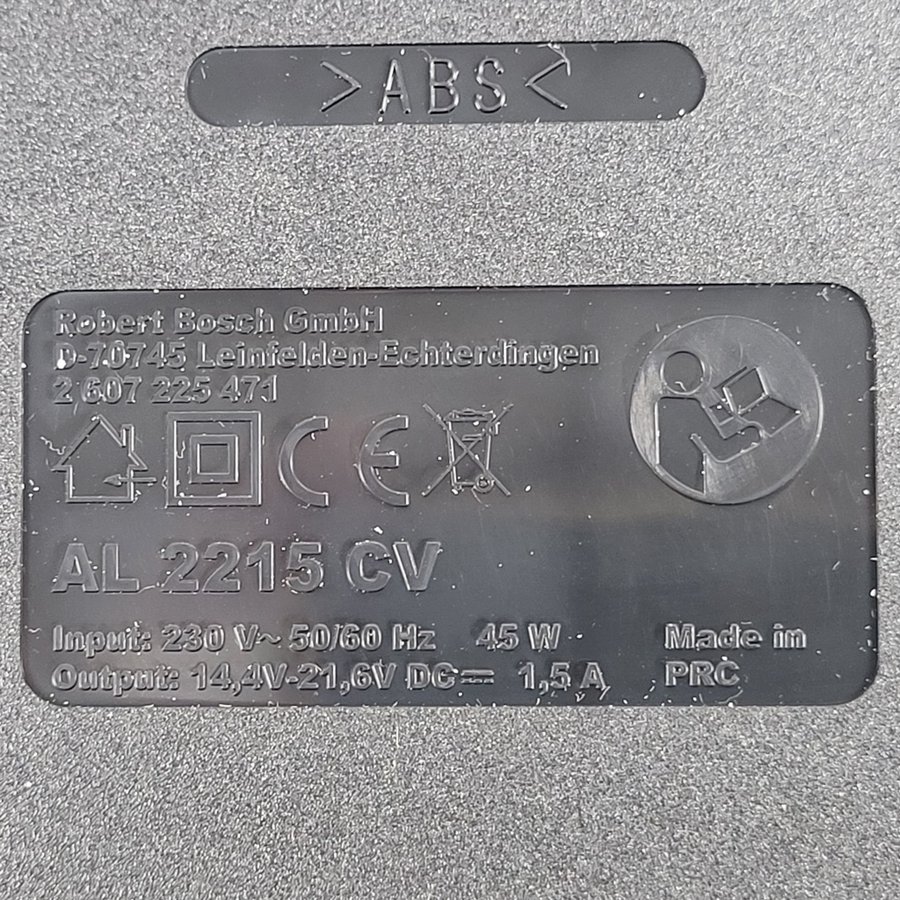 >ABS<
Robert Bosch GmbH
D-70745 Leinfelden-Echterdingen
2 607 225 471
CE
AL 2215 CV
Input: 230 V~ 50/60 Hz 45 W
Output: 14,4V-21,6V DC⎓ 1,5 A
Made in
PRC